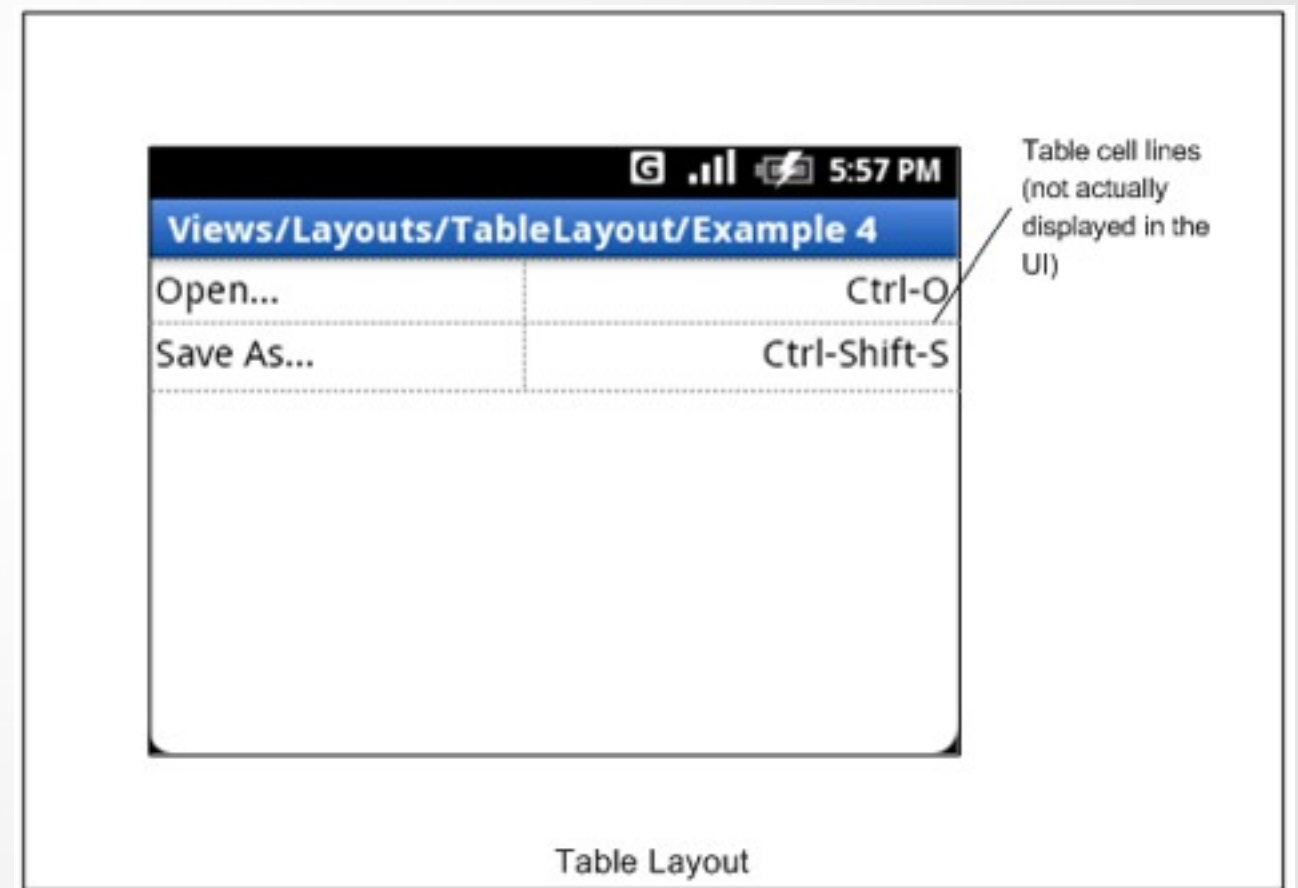 G 5:57 PM
Views/Layouts/TableLayout/Example 4
Open... Ctrl-O
Save As... Ctrl-Shift-S
Table cell lines
(not actually
displayed in the
UI)
Table Layout